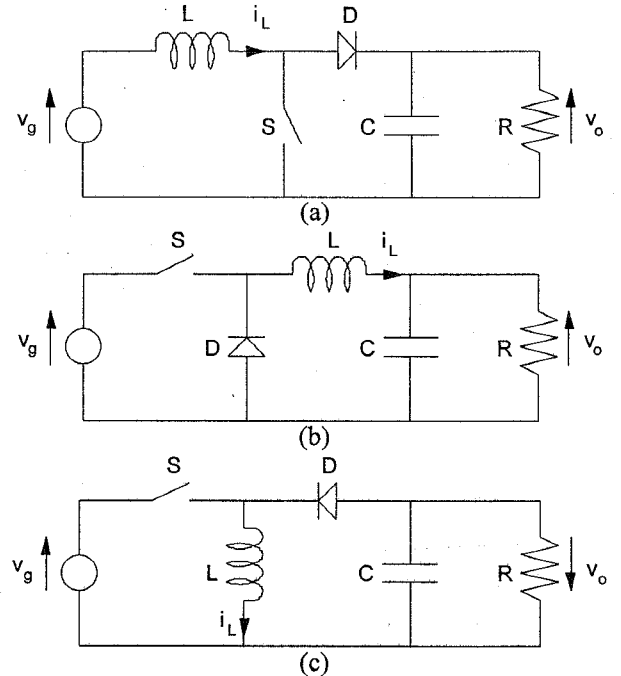 L i_L D
v_g S C R v_o
(a)
S L i_L
v_g D C R v_o
(b)
S D
v_g L C R v_o
i_L
(c)